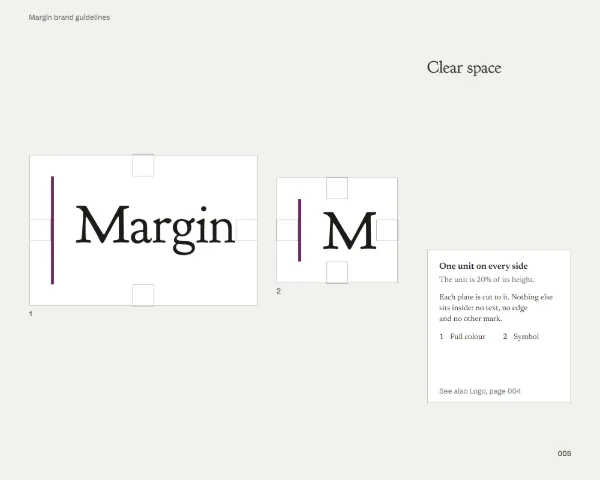 Margin brand guidelines
Clear space
Margin
1
M
2
One unit on every side
The unit is 20% of its height.
Each plate is cut to it. Nothing else
sits inside: no text, no edge
and no other mark.
1 Full colour 2 Symbol
See also Logo, page 004
005